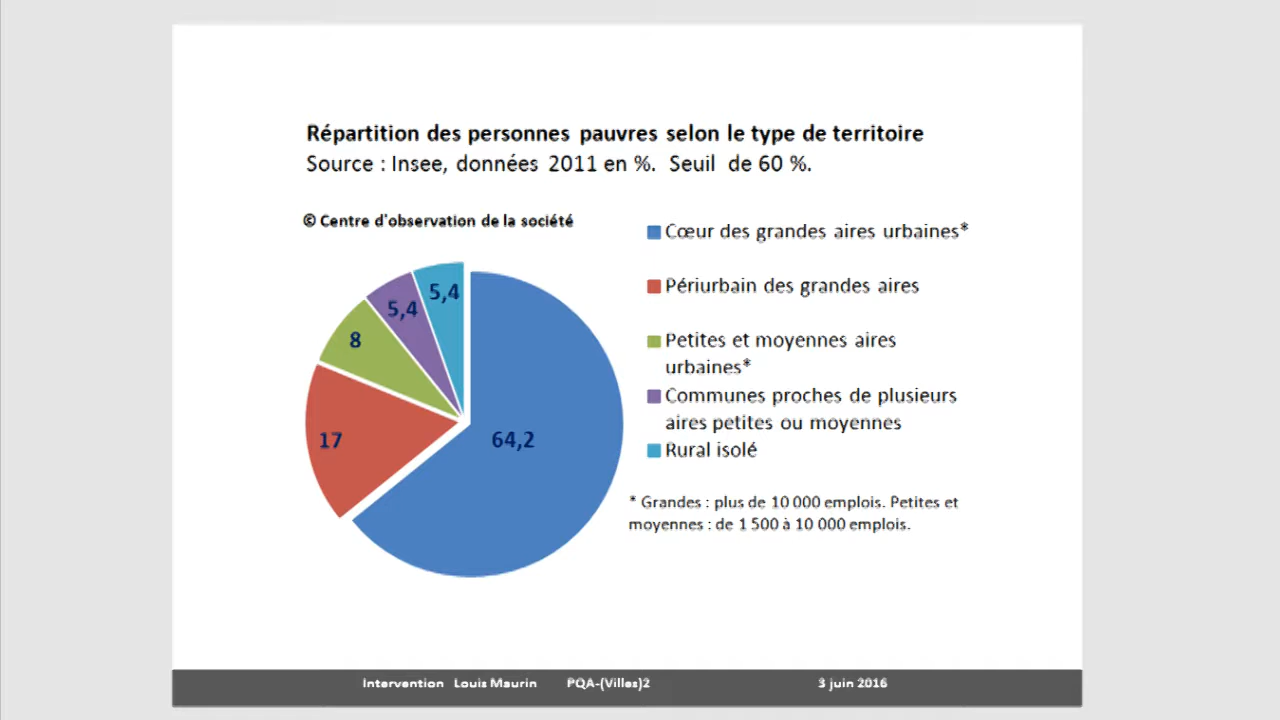 Répartition des personnes pauvres selon le type de territoire
Source : Insee, données 2011 en %. Seuil de 60 %.
© Centre d'observation de la société
Cœur des grandes aires urbaines*
Périurbain des grandes aires
Petites et moyennes aires
urbaines*
Communes proches de plusieurs
aires petites ou moyennes
Rural isolé
5,4
5,4
8
17
64,2
* Grandes : plus de 10 000 emplois. Petites et
moyennes : de 1 500 à 10 000 emplois.
Intervention Louis Maurin PQA-(Villes)2 3 juin 2016